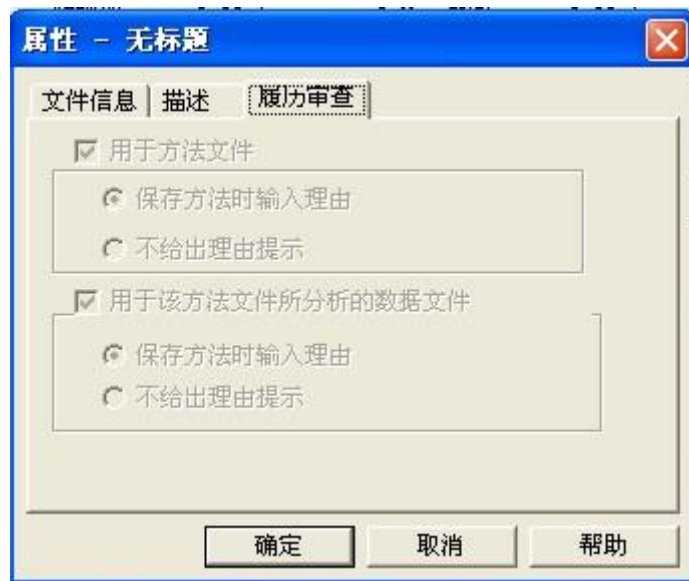 属性 - 无标题
文件信息 描述 履历审查
用于方法文件
保存方法时输入理由
不给出理由提示
用于该方法文件所分析的数据文件
保存方法时输入理由
不给出理由提示
确定 取消 帮助